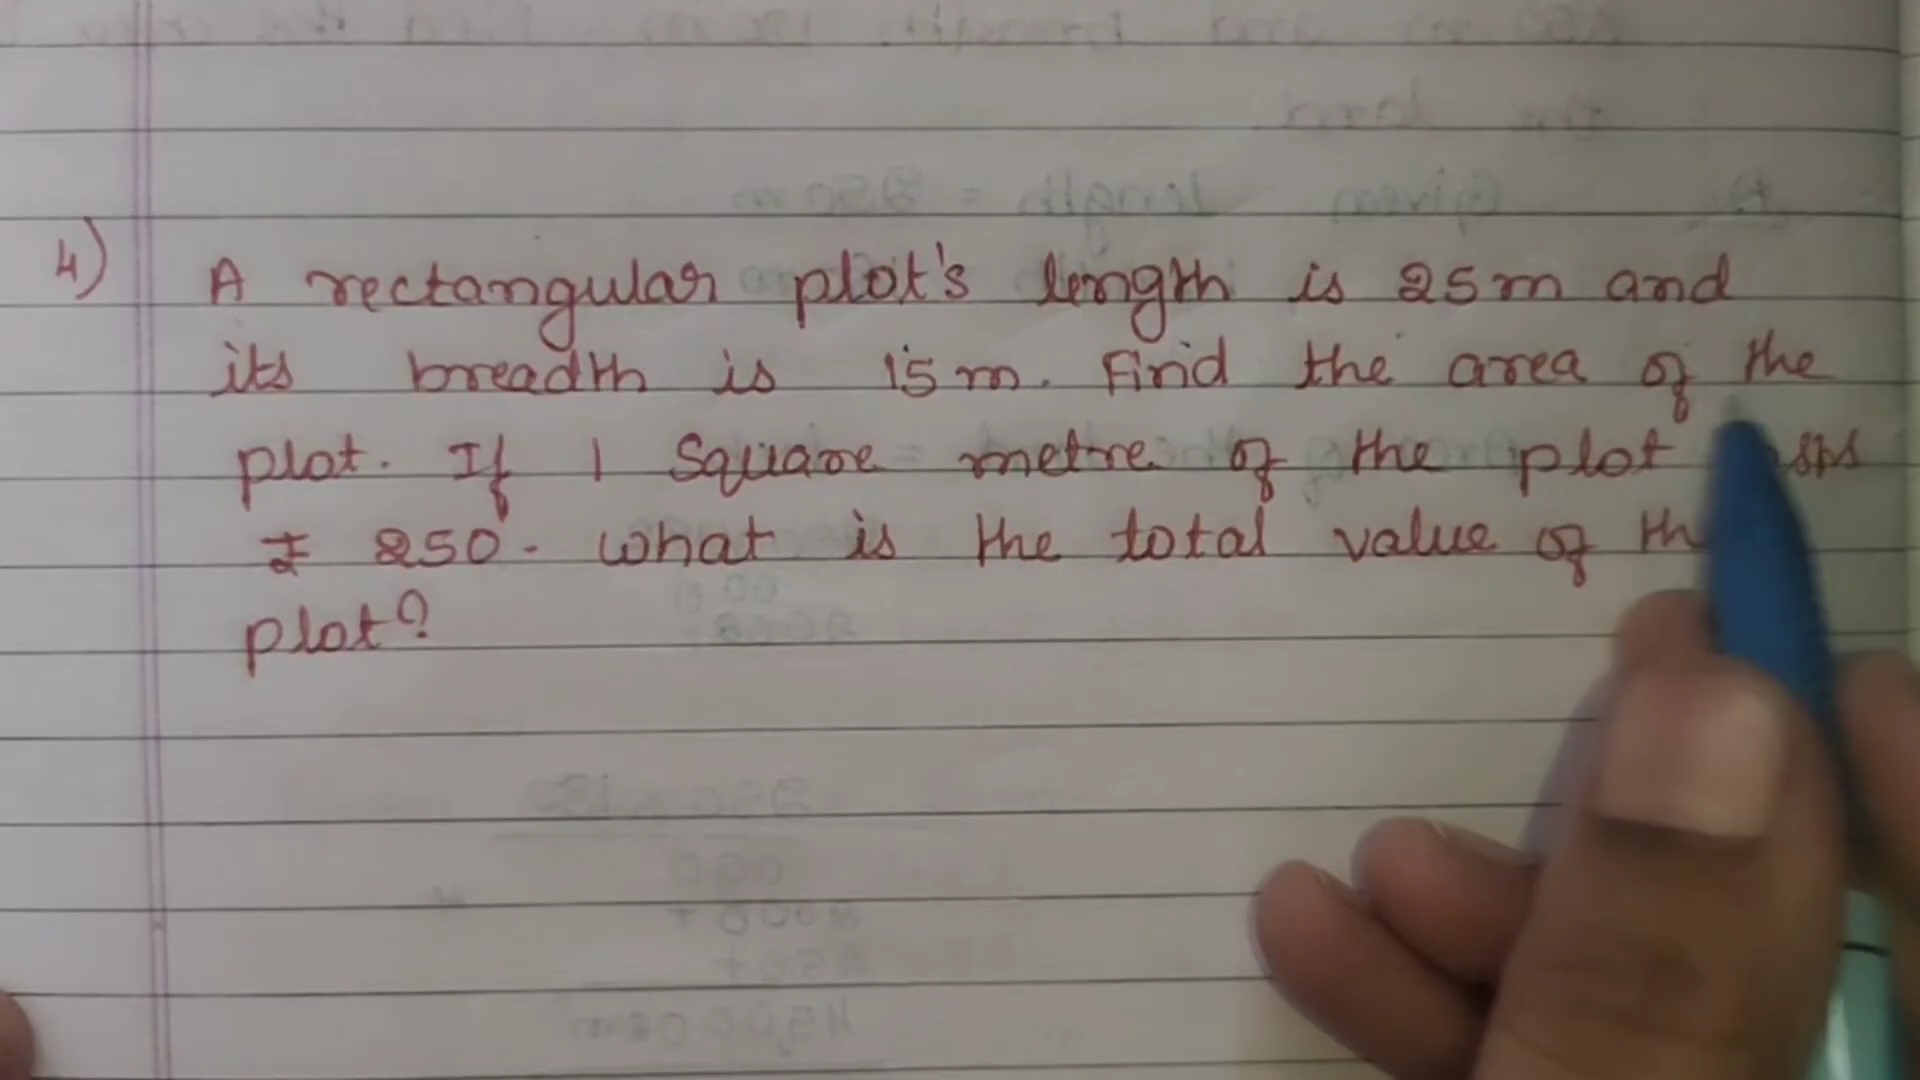 4) A rectangular plot's length is 25m and
its breadth is 15m. Find the area of the
plot. If 1 Square metre of the plot
₹ 250. What is the total value of
plot?